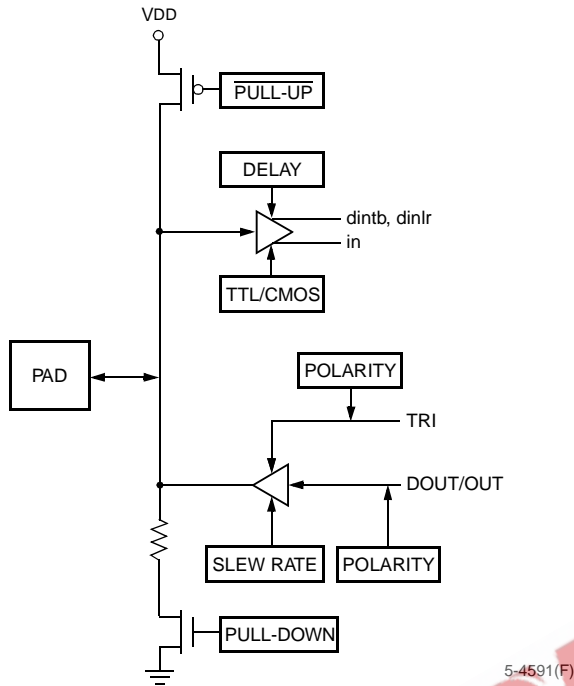 VDD
PULL-UP
DELAY
dintb, dinlr
in
TTL/CMOS
PAD
POLARITY
TRI
DOUT/OUT
SLEW RATE
POLARITY
PULL-DOWN
5-4591(F)